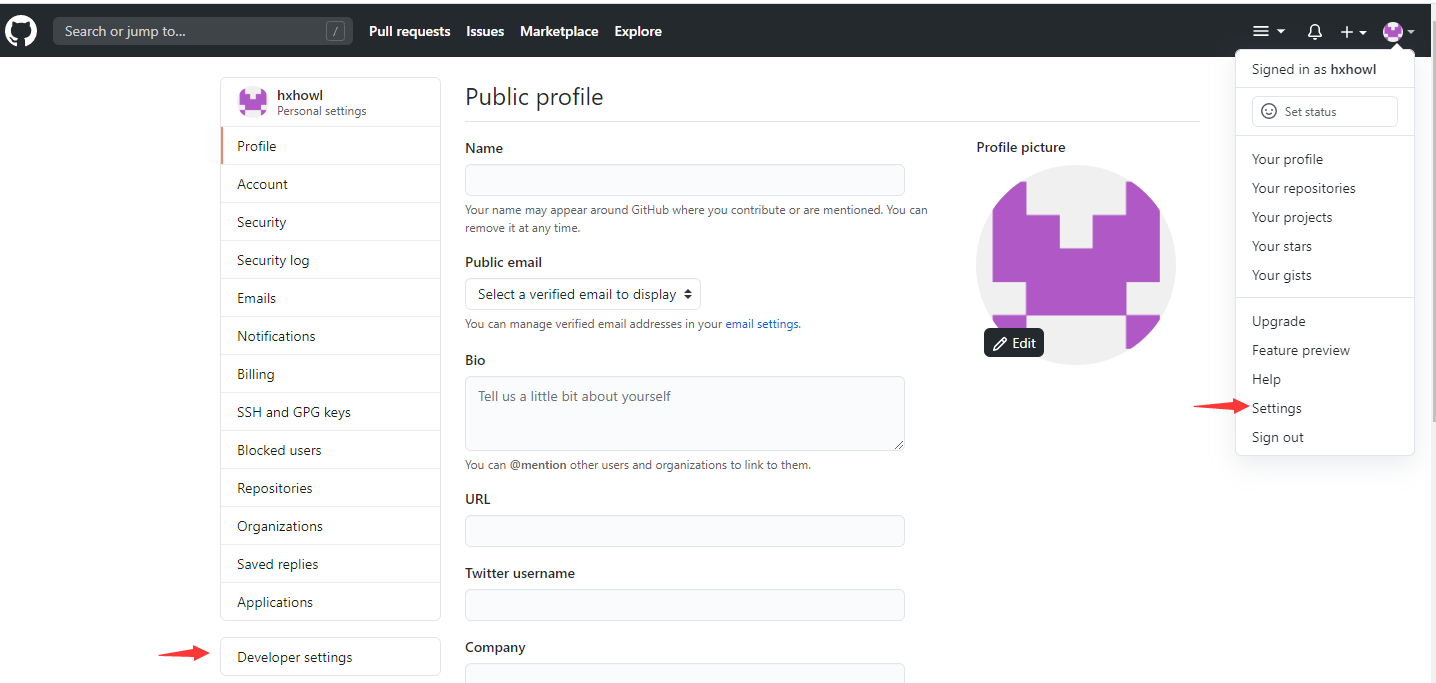 Search or jump to... /
Pull requests
Issues
Marketplace
Explore
hxhowl
Personal settings
Profile
Account
Security
Security log
Emails
Notifications
Billing
SSH and GPG keys
Blocked users
Repositories
Organizations
Saved replies
Applications
Developer settings
Public profile
Name
Your name may appear around GitHub where you contribute or are mentioned. You can
remove it at any time.
Public email
Select a verified email to display
You can manage verified email addresses in your email settings.
Bio
Tell us a little bit about yourself
You can @mention other users and organizations to link to them.
URL
Twitter username
Company
Profile picture
Edit
Signed in as hxhowl
Set status
Your profile
Your repositories
Your projects
Your stars
Your gists
Upgrade
Feature preview
Help
Settings
Sign out